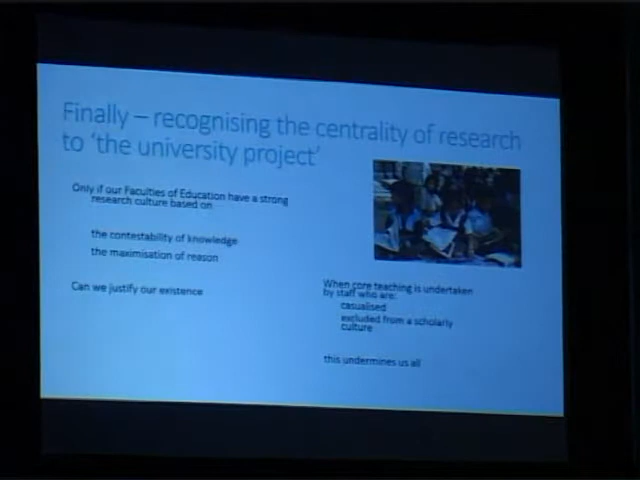 Finally – recognising the centrality of research
to ‘the university project’
Only if our Faculties of Education have a strong
research culture based on
the contestability of knowledge
the maximisation of reason
Can we justify our existence
When core teaching is undertaken
by staff who are:
casualised
excluded from a scholarly
culture
this undermines us all